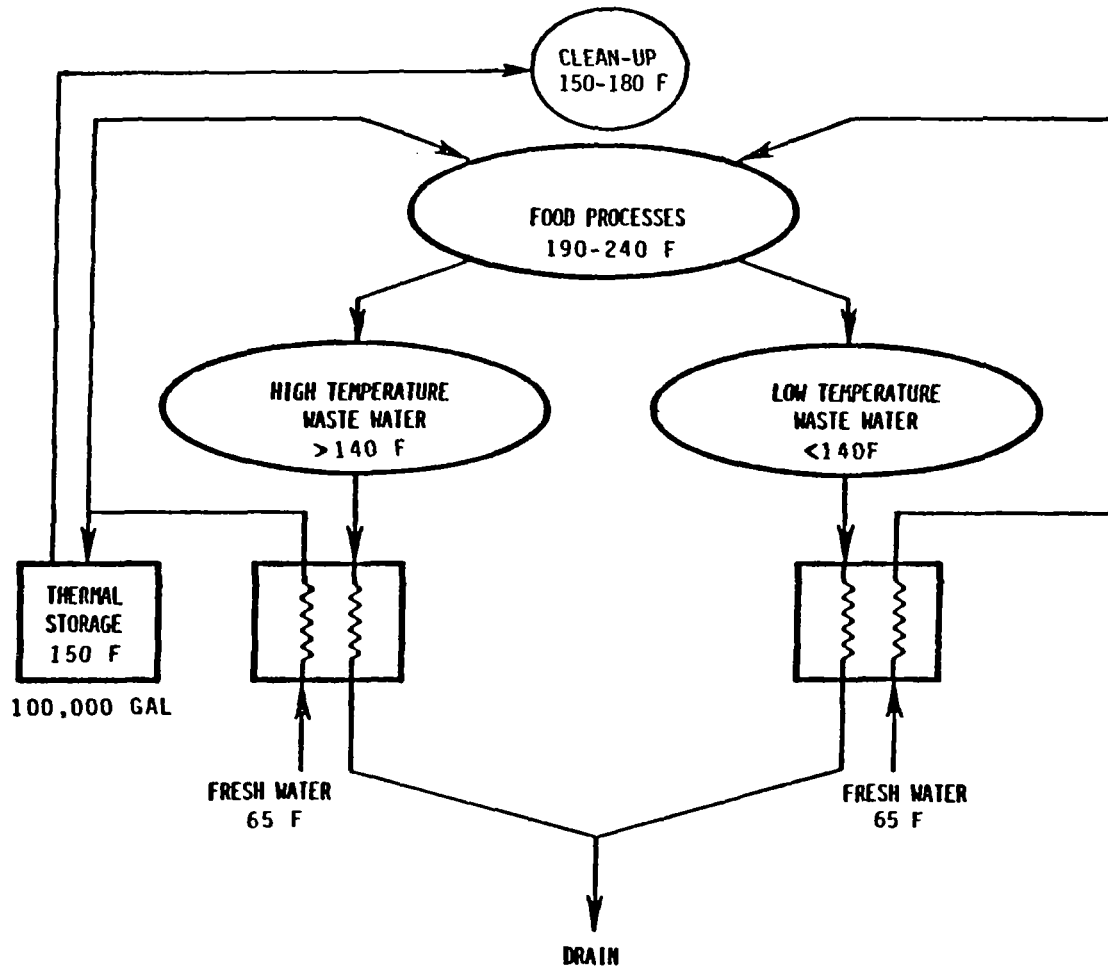 CLEAN-UP
150-180 F
FOOD PROCESSES
190-240 F
HIGH TEMPERATURE
WASTE WATER
>140 F
LOW TEMPERATURE
WASTE WATER
<140F
THERMAL
STORAGE
150 F
100,000 GAL
FRESH WATER
65 F
FRESH WATER
65 F
DRAIN